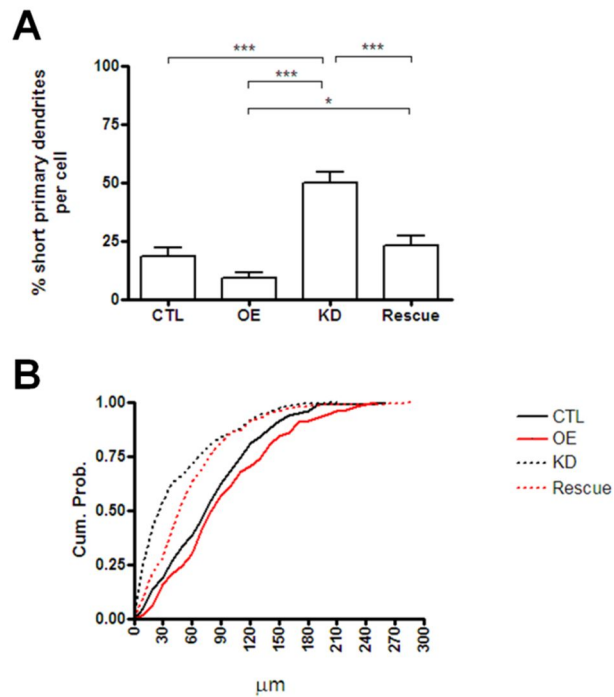 A
***
***
***
*
100
75
50
25
0
% short primary dendrites
per cell
CTL OE KD Rescue
B
1.00
0.75
0.50
0.25
0.00
Cum. Prob.
0 30 60 90 120 150 180 210 240 270 300
μm
CTL
OE
KD
Rescue